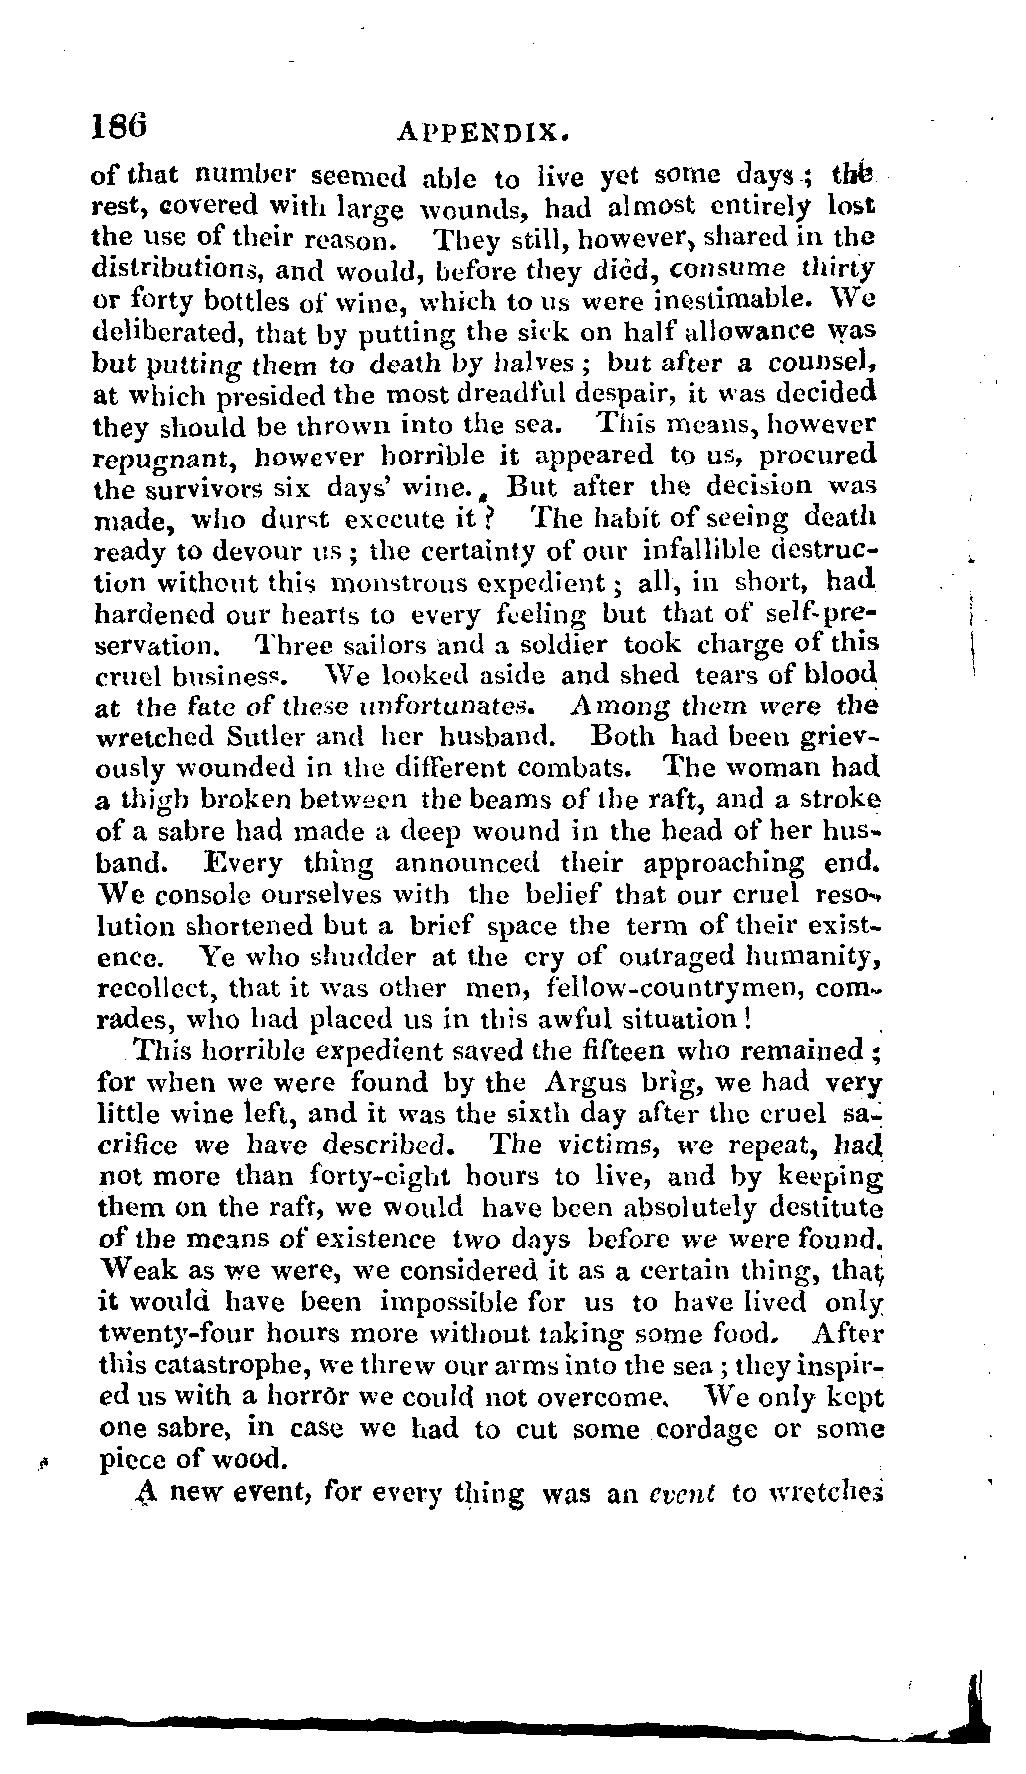 186 APPENDIX.
of that number seemed able to live yet some days ; the
rest, covered with large wounds, had almost entirely lost
the use of their reason. They still, however, shared in the
distributions, and would, before they died, consume thirty
or forty bottles of wine, which to us were inestimable. We
deliberated, that by putting the sick on half allowance was
but putting them to death by halves ; but after a counsel,
at which presided the most dreadful despair, it was decided
they should be thrown into the sea. This means, however
repugnant, however horrible it appeared to us, procured
the survivors six days' wine. But after the decision was
made, who durst execute it ? The habit of seeing death
ready to devour us ; the certainty of our infallible destruc-
tion without this monstrous expedient ; all, in short, had
hardened our hearts to every feeling but that of self-pre-
servation. Three sailors and a soldier took charge of this
cruel business. We looked aside and shed tears of blood
at the fate of these unfortunates. Among them were the
wretched Sutler and her husband. Both had been griev-
ously wounded in the different combats. The woman had
a thigh broken between the beams of the raft, and a stroke
of a sabre had made a deep wound in the head of her hus-
band. Every thing announced their approaching end.
We console ourselves with the belief that our cruel reso-
lution shortened but a brief space the term of their exist-
ence. Ye who shudder at the cry of outraged humanity,
recollect, that it was other men, fellow-countrymen, com-
rades, who had placed us in this awful situation !
This horrible expedient saved the fifteen who remained ;
for when we were found by the Argus brig, we had very
little wine left, and it was the sixth day after the cruel sa-
crifice we have described. The victims, we repeat, had
not more than forty-eight hours to live, and by keeping
them on the raft, we would have been absolutely destitute
of the means of existence two days before we were found.
Weak as we were, we considered it as a certain thing, that
it would have been impossible for us to have lived only
twenty-four hours more without taking some food. After
this catastrophe, we threw our arms into the sea ; they inspir-
ed us with a horror we could not overcome. We only kept
one sabre, in case we had to cut some cordage or some
piece of wood.
A new event, for every thing was an event to wretches